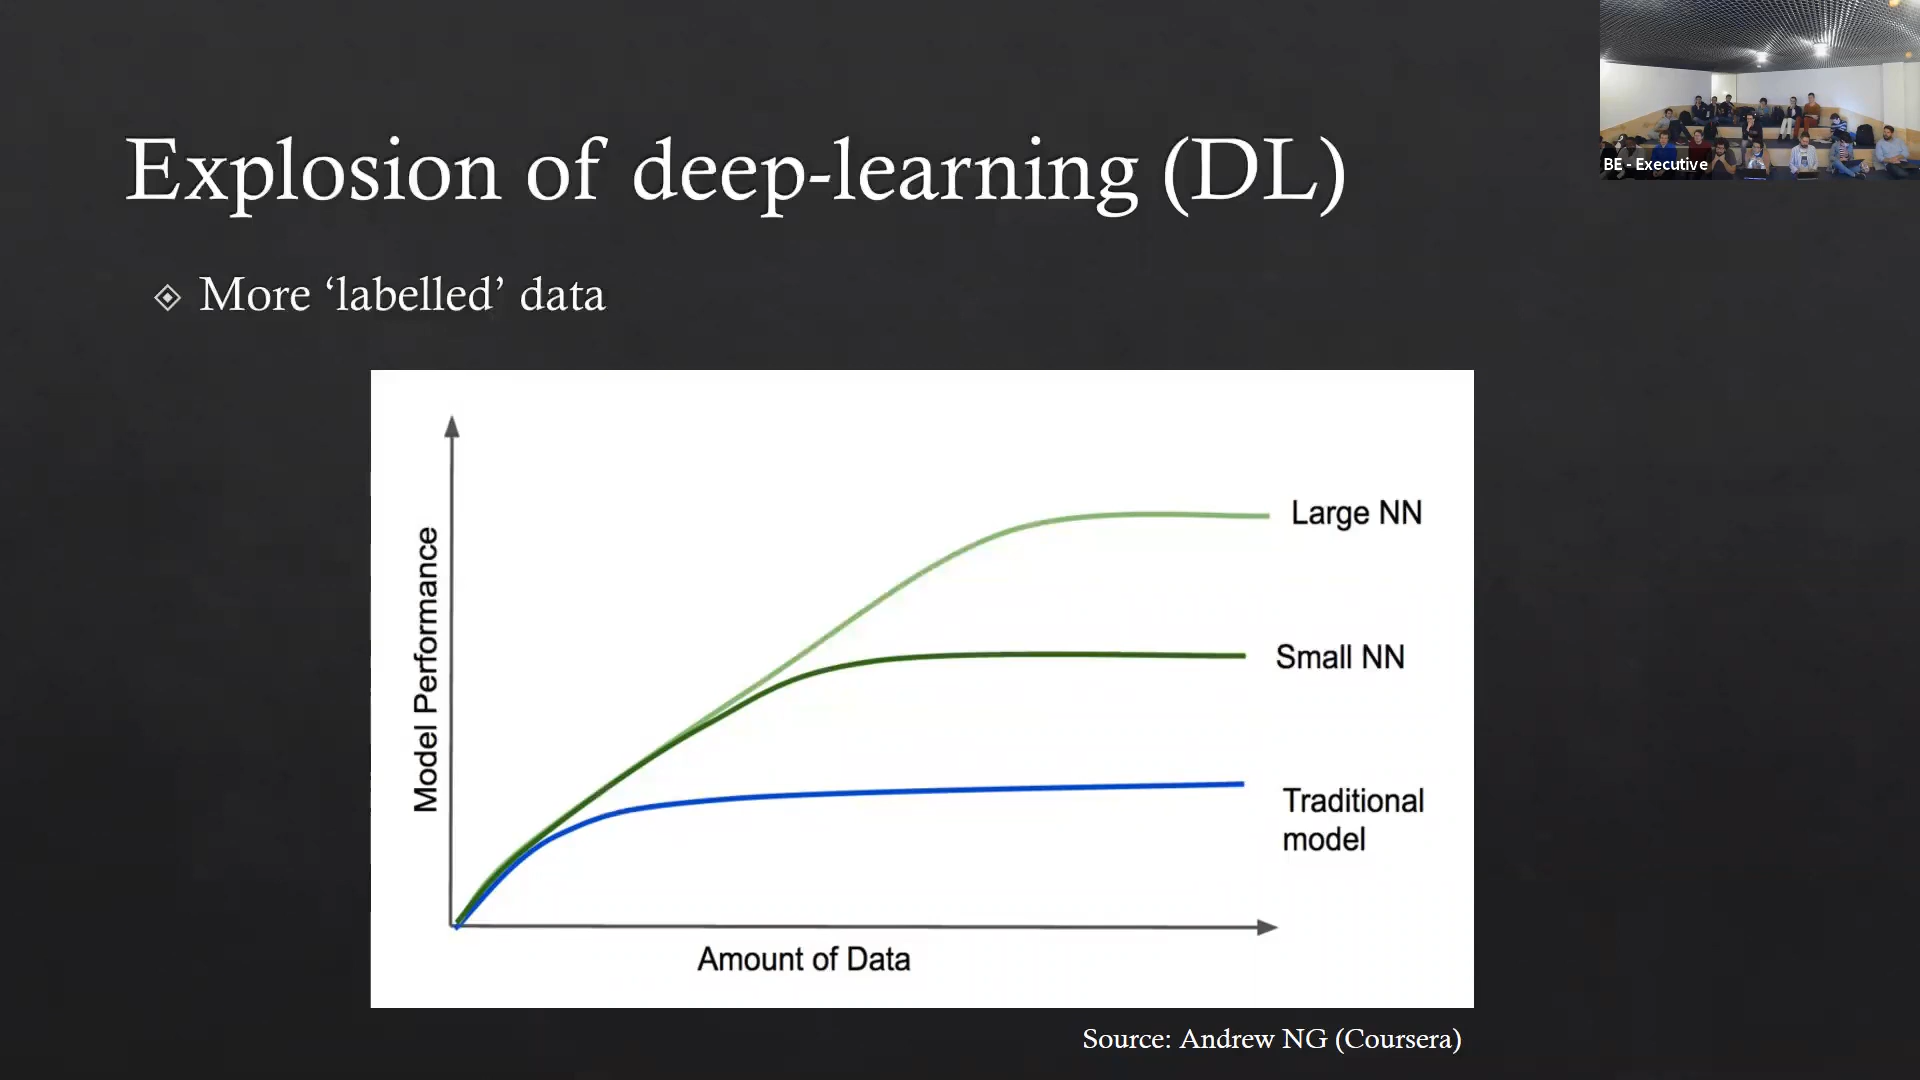 Explosion of deep-learning (DL)
BE - Executive
More ‘labelled’ data
Large NN
Small NN
Traditional
model
Model Performance
Amount of Data
Source: Andrew NG (Coursera)